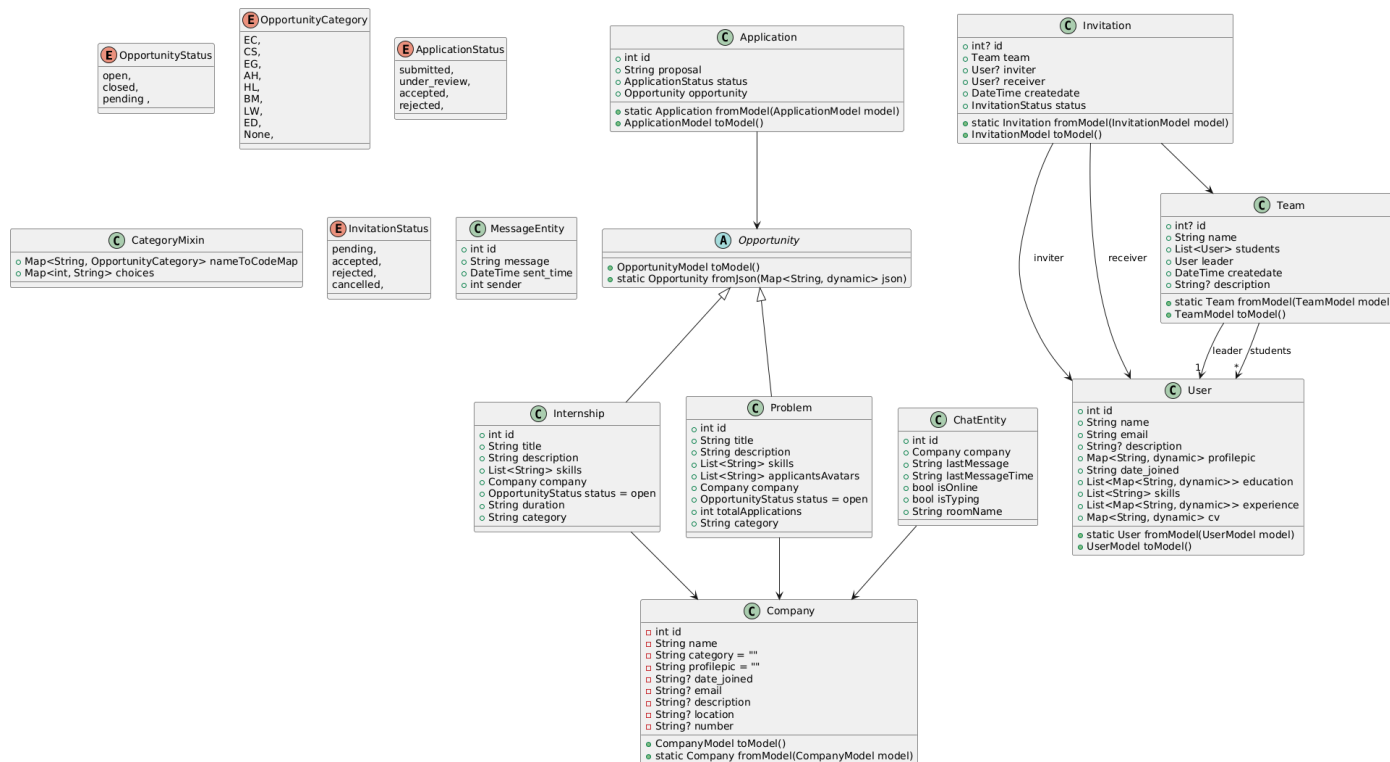 E OpportunityStatus
open,
closed,
pending ,
E OpportunityCategory
EC,
CS,
EG,
AH,
HL,
BM,
LW,
ED,
None,
E ApplicationStatus
submitted,
under_review,
accepted,
rejected,
C Application
int id
String proposal
ApplicationStatus status
Opportunity opportunity
static Application fromModel(ApplicationModel model)
ApplicationModel toModel()
C Invitation
int? id
Team team
User? inviter
User? receiver
DateTime createdate
InvitationStatus status
static Invitation fromModel(InvitationModel model)
InvitationModel toModel()
C CategoryMixin
Map<String, OpportunityCategory> nameToCodeMap
Map<int, String> choices
E InvitationStatus
pending,
accepted,
rejected,
cancelled,
C MessageEntity
int id
String message
DateTime sent_time
int sender
A Opportunity
OpportunityModel toModel()
static Opportunity fromJson(Map<String, dynamic> json)
inviter
receiver
C Team
int? id
String name
List<User> students
User leader
DateTime createdate
String? description
static Team fromModel(TeamModel model)
TeamModel toModel()
leader
students
1
*
C Internship
int id
String title
String description
List<String> skills
Company company
OpportunityStatus status = open
String duration
String category
C Problem
int id
String title
String description
List<String> skills
List<String> applicantsAvatars
Company company
OpportunityStatus status = open
int totalApplications
String category
C ChatEntity
int id
Company company
String lastMessage
String lastMessageTime
bool isOnline
bool isTyping
String roomName
C User
int id
String name
String email
String? description
Map<String, dynamic> profilepic
String date_joined
List<Map<String, dynamic>> education
List<String> skills
List<Map<String, dynamic>> experience
Map<String, dynamic> cv
static User fromModel(UserModel model)
UserModel toModel()
C Company
int id
String name
String category = ""
String profilepic = ""
String? date_joined
String? email
String? description
String? location
String? number
CompanyModel toModel()
static Company fromModel(CompanyModel model)